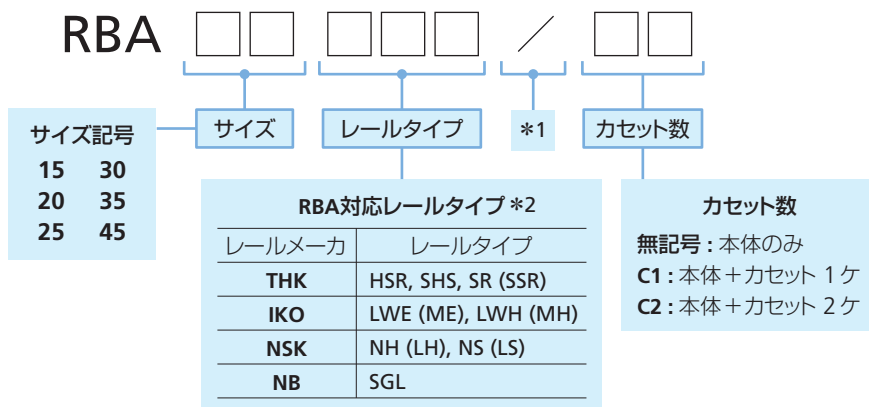 RBA □□ □□□ / □□
サイズ
レールタイプ
*1
カセット数
サイズ記号
15 30
20 35
25 45
RBA対応レールタイプ*2
レールメーカ レールタイプ
THK HSR, SHS, SR (SSR)
IKO LWE (ME), LWH (MH)
NSK NH (LH), NS (LS)
NB SGL
カセット数
無記号:本体のみ
C1:本体+カセット 1ケ
C2:本体+カセット 2ケ